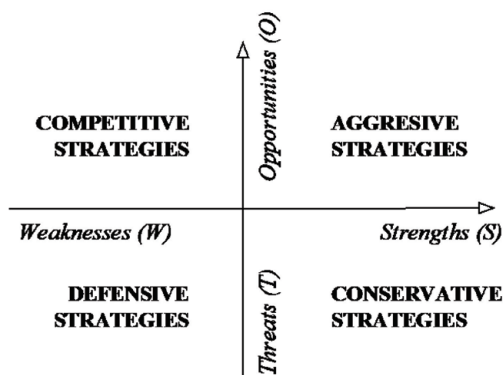 Opportunities (O)
COMPETITIVE
STRATEGIES
AGGRESIVE
STRATEGIES
Weaknesses (W)
Strengths (S)
DEFENSIVE
STRATEGIES
Threats (T)
CONSERVATIVE
STRATEGIES